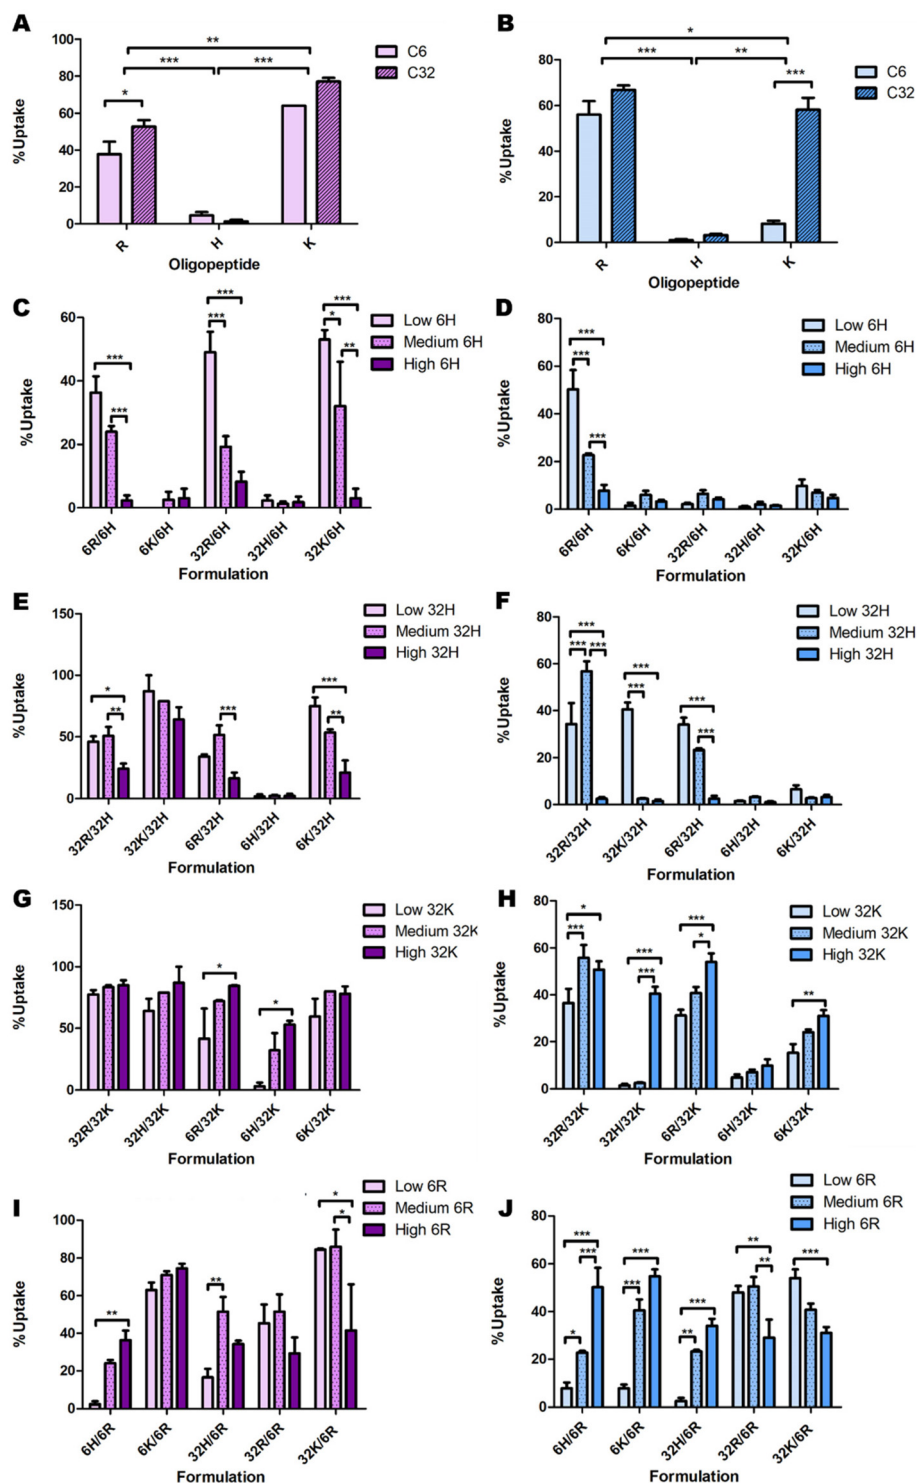 A
B
100
80
60
40
20
0
%Uptake
**
***
***
*
C6
C32
R
H
K
Oligopeptide
80
60
40
20
0
%Uptake
*
***
**
***
C6
C32
R
H
K
Oligopeptide
C
D
60
40
20
0
%Uptake
***
***
***
***
***
*
**
Low 6H
Medium 6H
High 6H
6R/6H
6K/6H
32R/6H
32H/6H
32K/6H
Formulation
80
60
40
20
0
%Uptake
***
***
***
Low 6H
Medium 6H
High 6H
6R/6H
6K/6H
32R/6H
32H/6H
32K/6H
Formulation
E
F
150
100
50
0
%Uptake
*
**
***
***
**
Low 32H
Medium 32H
High 32H
32R/32H
32K/32H
6R/32H
6H/32H
6K/32H
Formulation
80
60
40
20
0
%Uptake
***
***
***
***
***
***
***
Low 32H
Medium 32H
High 32H
32R/32H
32K/32H
6R/32H
6H/32H
6K/32H
Formulation
G
H
150
100
50
0
%Uptake
*
*
Low 32K
Medium 32K
High 32K
32R/32K
32H/32K
6R/32K
6H/32K
6K/32K
Formulation
80
60
40
20
0
%Uptake
*
***
***
***
***
*
**
Low 32K
Medium 32K
High 32K
32R/32K
32H/32K
6R/32K
6H/32K
6K/32K
Formulation
I
J
100
80
60
40
20
0
%Uptake
**
**
*
*
Low 6R
Medium 6R
High 6R
6H/6R
6K/6R
32H/6R
32R/6R
32K/6R
Formulation
80
60
40
20
0
%Uptake
***
***
*
***
***
***
**
**
**
***
Low 6R
Medium 6R
High 6R
6H/6R
6K/6R
32H/6R
32R/6R
32K/6R
Formulation